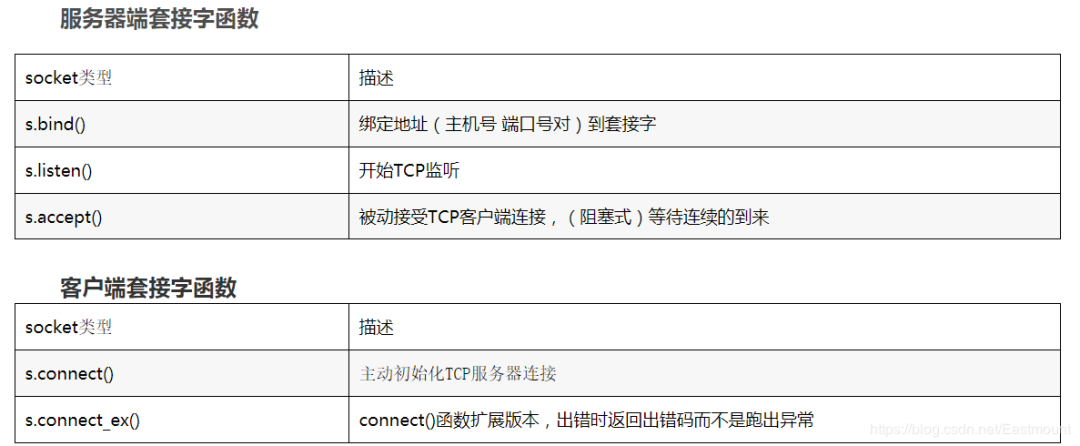 服务器端套接字函数
socket类型 描述
s.bind() 绑定地址（主机号 端口号对）到套接字
s.listen() 开始TCP监听
s.accept() 被动接受TCP客户端连接，（阻塞式）等待连续的到来
客户端套接字函数
socket类型 描述
s.connect() 主动初始化TCP服务器连接
s.connect_ex() connect()函数扩展版本，出错时返回出错码而不是跑出异常
https://blog.csdn.net/Eastmount